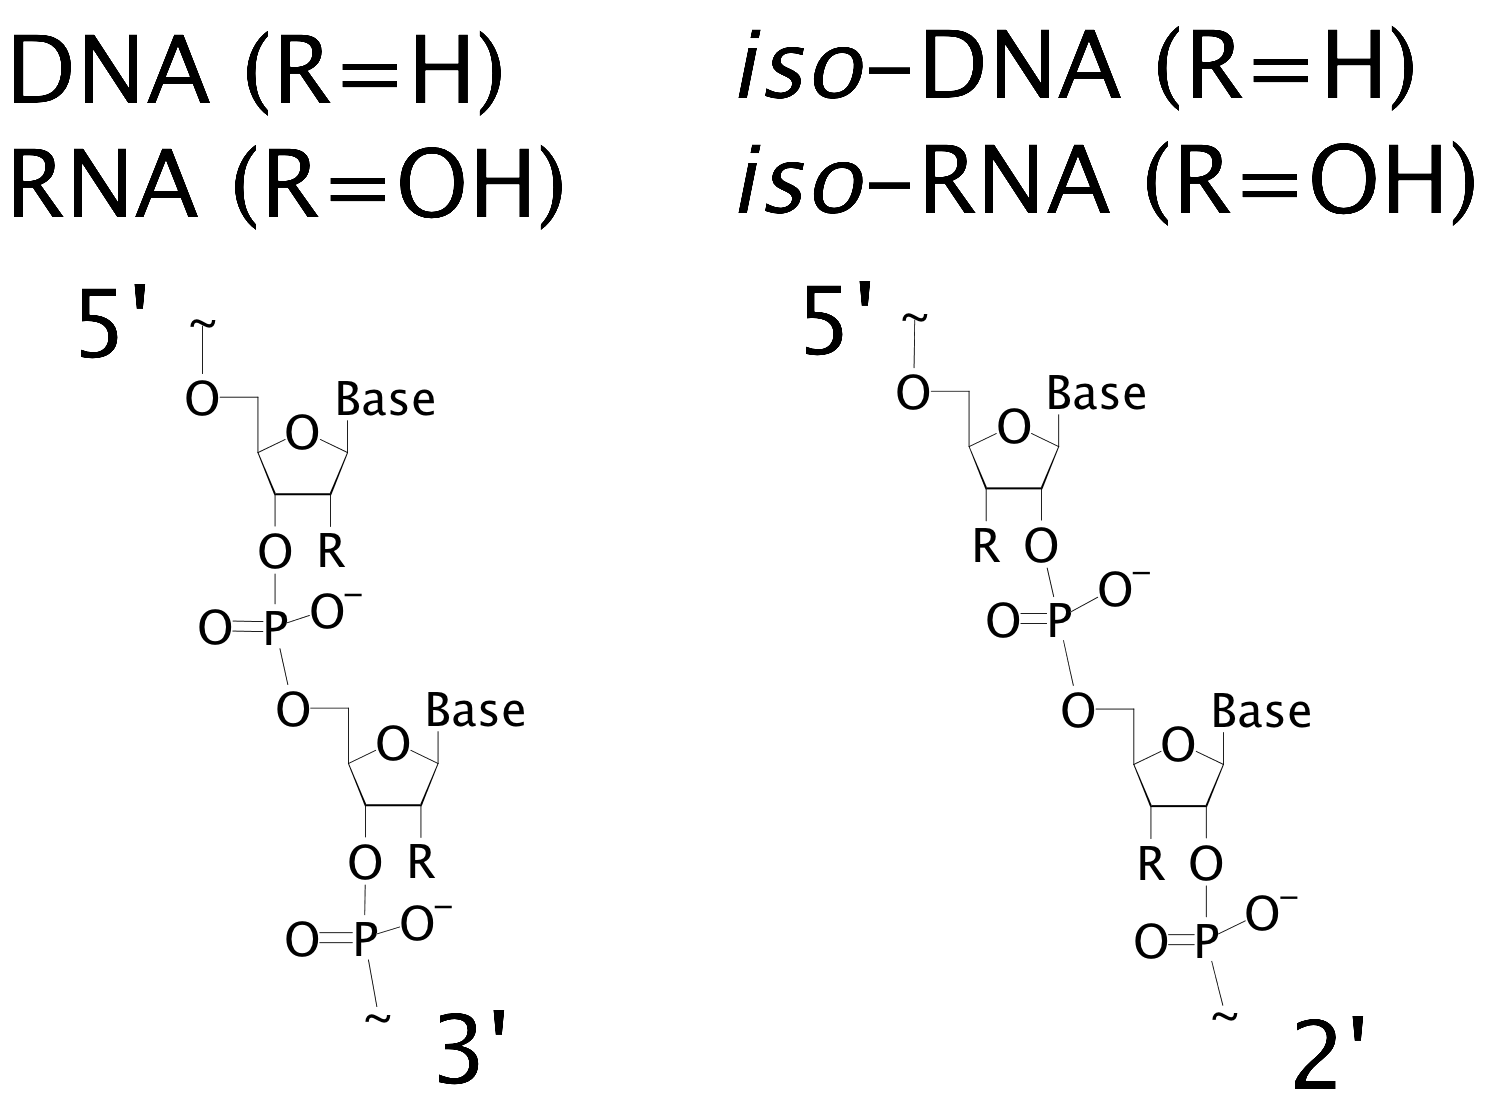 DNA (R=H)
RNA (R=OH)
5'
~
O
Base
O
O R
O=P
O−
O
Base
O
O R
O=P
O−
~
3'
iso–DNA (R=H)
iso–RNA (R=OH)
5'
~
O
Base
O
R O
O−
O=P
O
Base
O
R O
O−
O=P
~
2'